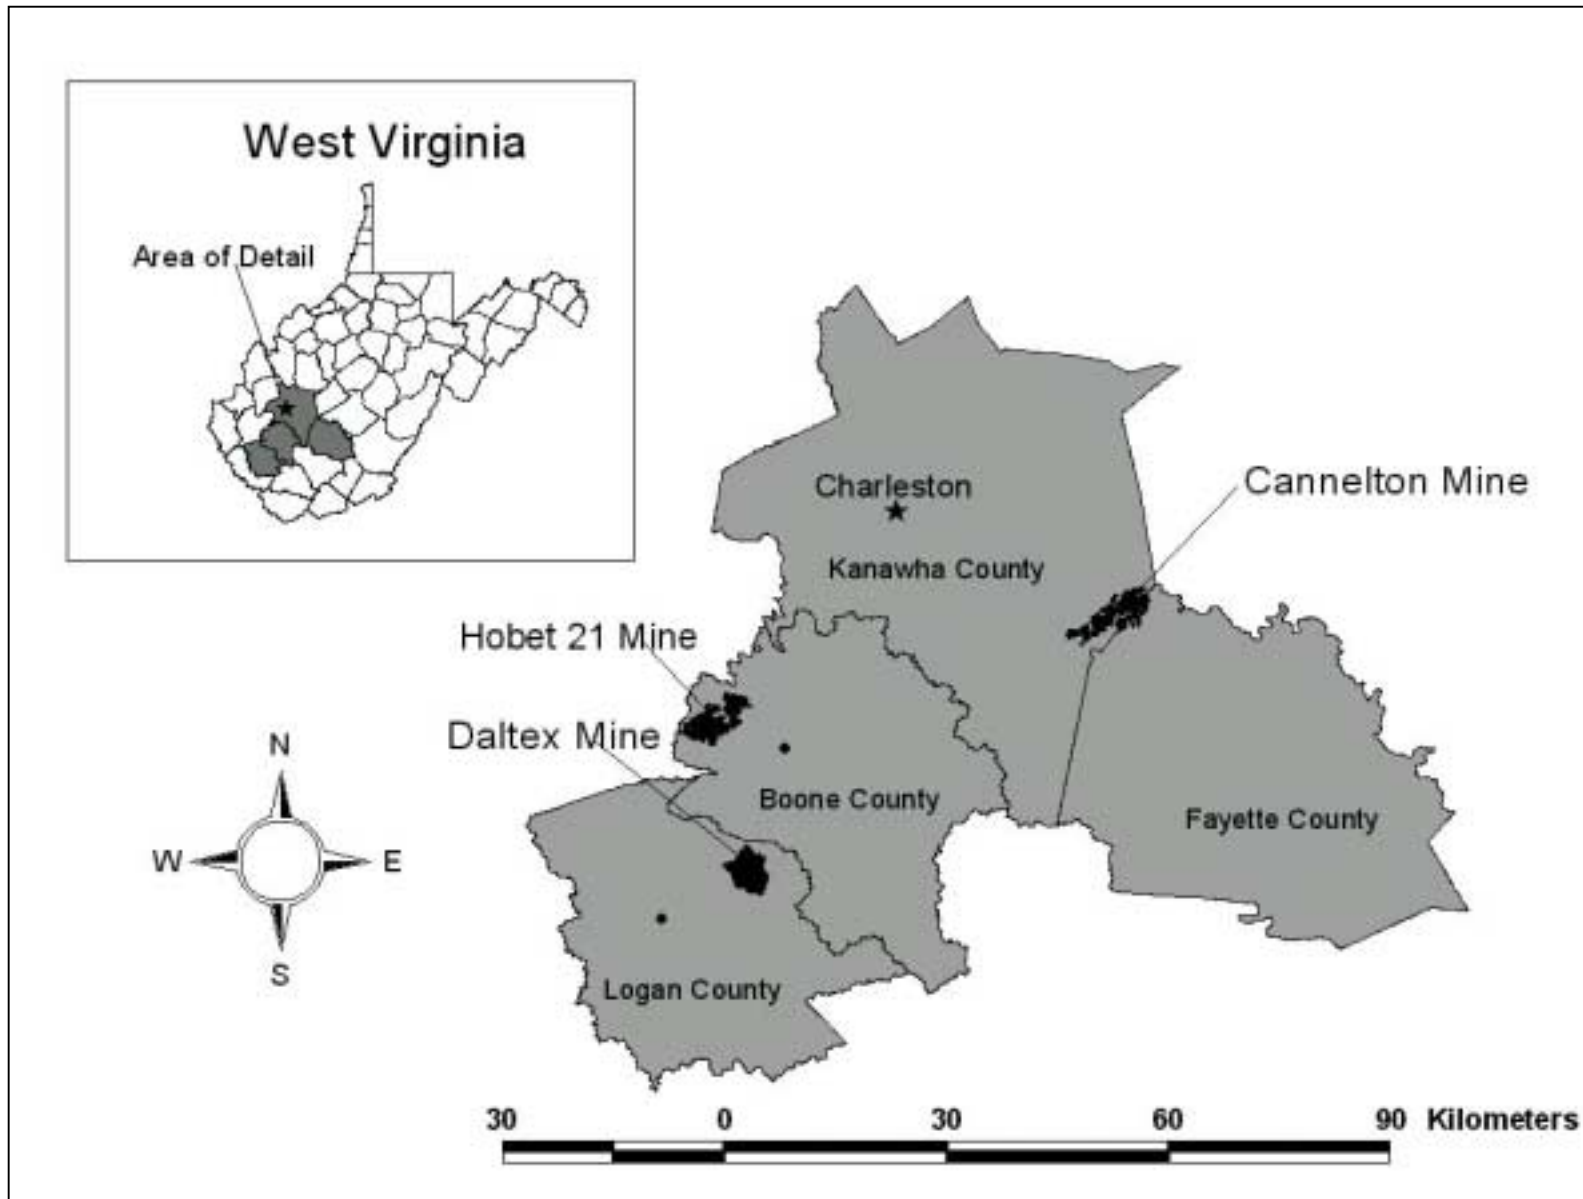 West Virginia
Area of Detail
Charleston
Cannelton Mine
Kanawha County
Hobet 21 Mine
Daltex Mine
Boone County
Fayette County
Logan County
N
W
E
S
30 0 30 60 90 Kilometers